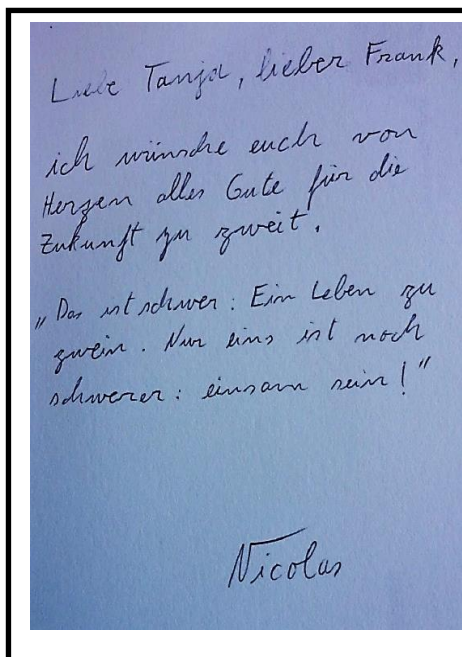 Liebe Tanja, lieber Frank,
ich wünsche euch von
Herzen alles Gute für die
Zukunft zu zweit.
„Das ist schwer: Ein Leben zu
zwein. Nur eins ist noch
schwerer: einsam sein!"
Nicolas